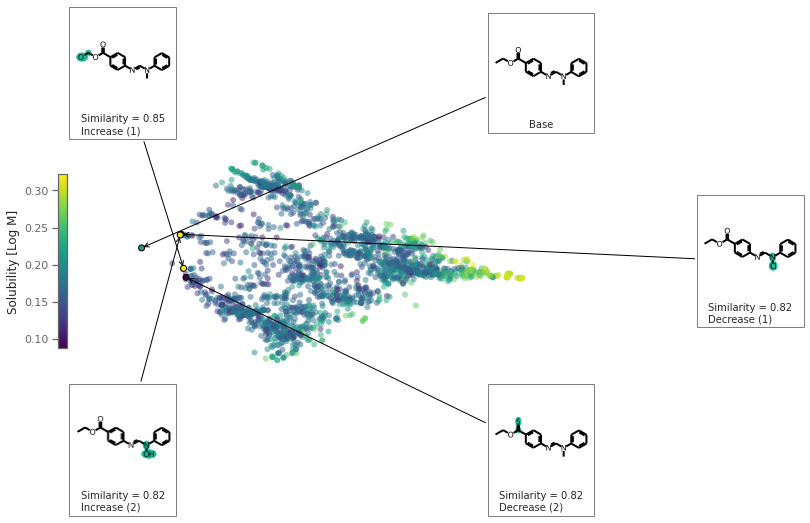 Similarity = 0.85
Increase (1)
Base
0.30
0.25
0.20
0.15
0.10
Solubility [Log M]
Similarity = 0.82
Decrease (1)
Similarity = 0.82
Increase (2)
Similarity = 0.82
Decrease (2)